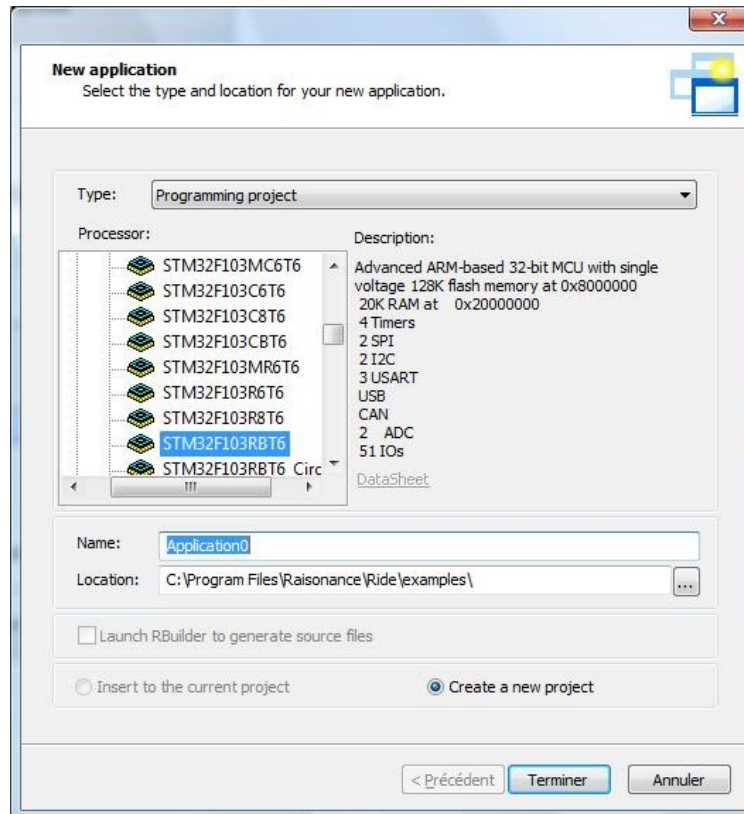 New application
Select the type and location for your new application.
Type:
Programming project
Processor:
STM32F103MC6T6
STM32F103C6T6
STM32F103C8T6
STM32F103CBT6
STM32F103MR6T6
STM32F103R6T6
STM32F103R8T6
STM32F103RBT6
STM32F103RBT6 Circ
Description:
Advanced ARM-based 32-bit MCU with single
voltage 128K flash memory at 0x8000000
20K RAM at 0x20000000
4 Timers
2 SPI
2 I2C
3 USART
USB
CAN
2 ADC
51 IOs
DataSheet
Name:
Application0
Location:
C:\Program Files\Raisonance\Ride\examples\
...
Launch RBuilder to generate source files
Insert to the current project
Create a new project
< Précédent
Terminer
Annuler